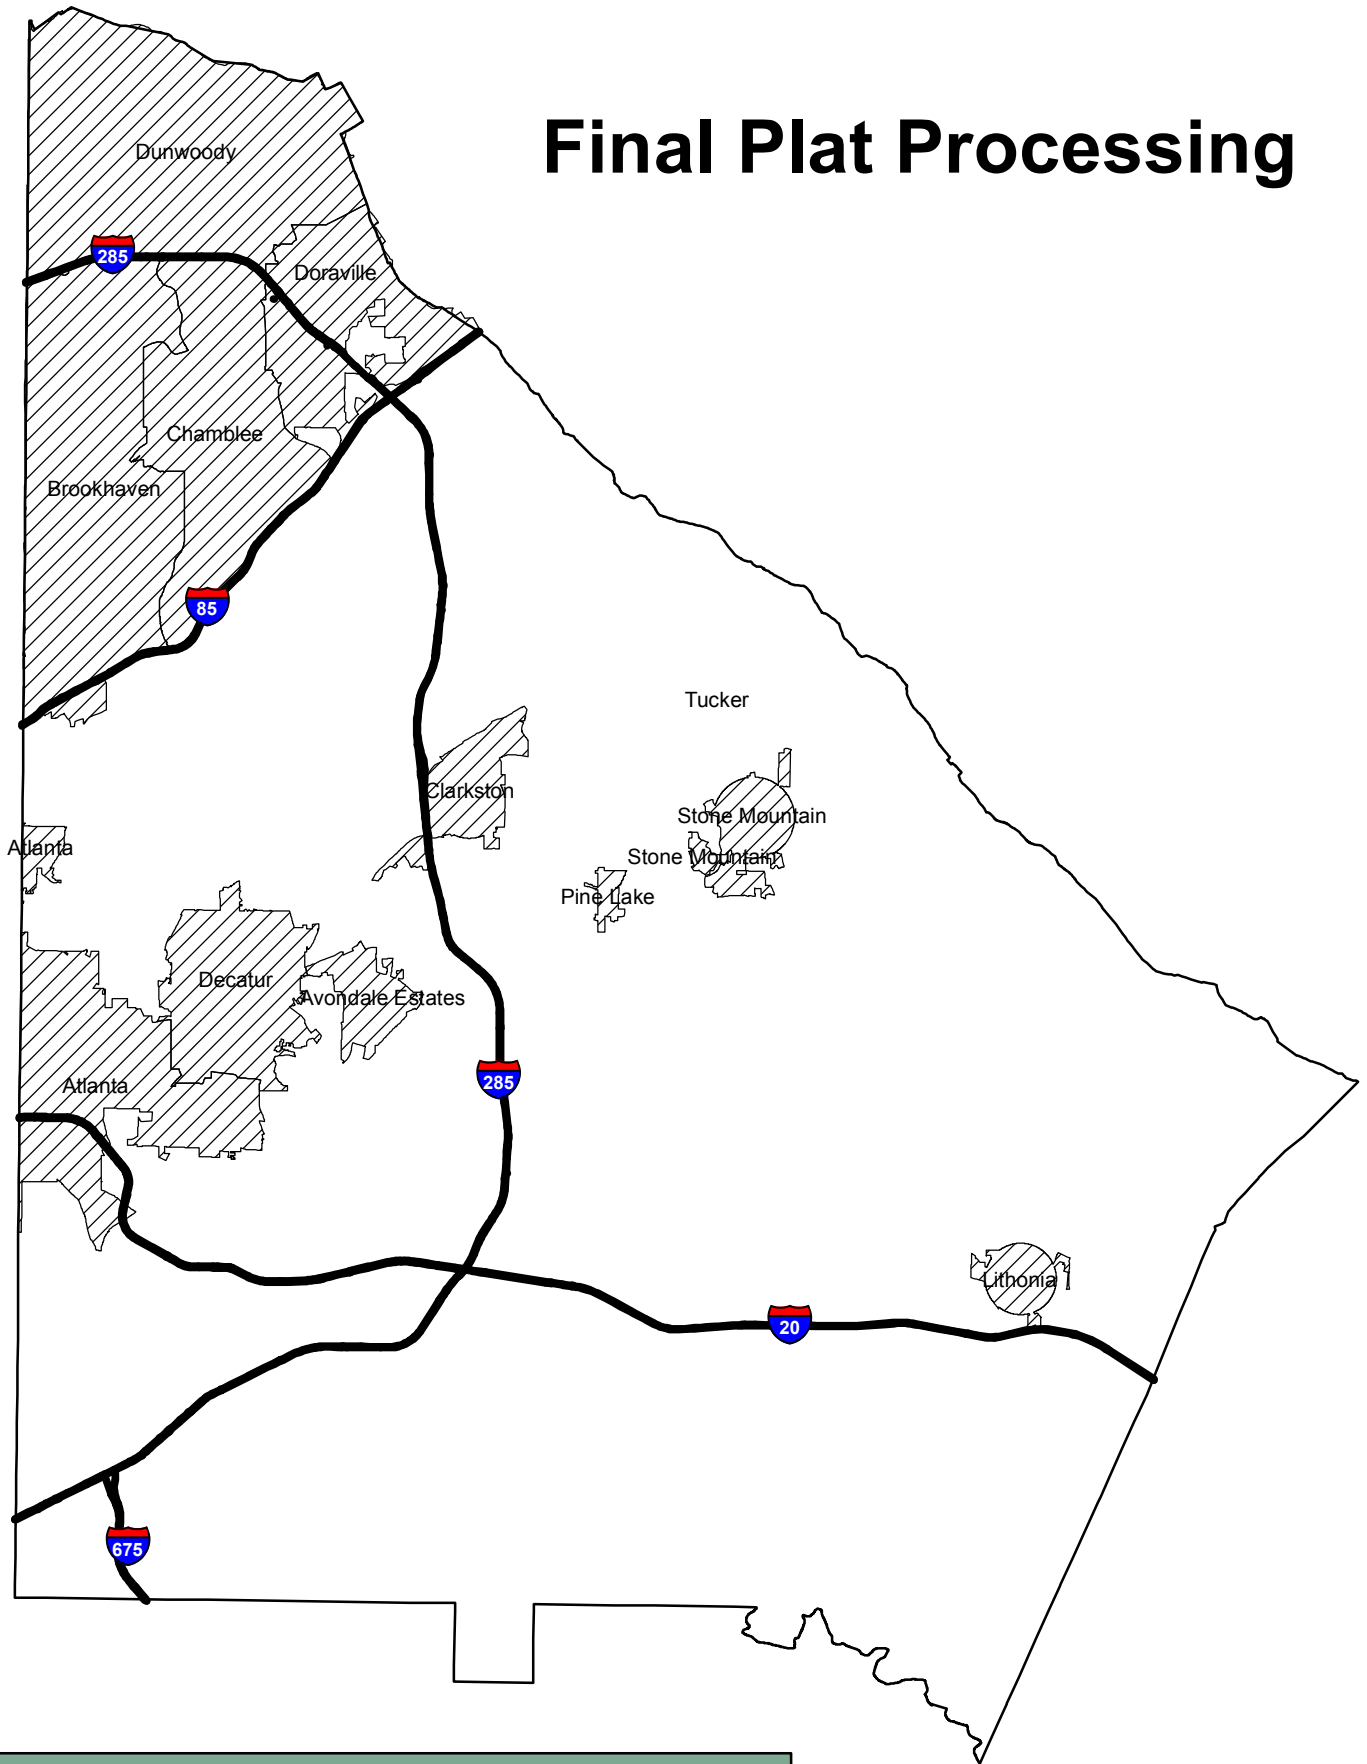 Final Plat Processing
Dunwoody
285
Doraville
Chamblee
Brookhaven
85
Tucker
Clarkston
Stone Mountain
Atlanta
Stone Mountain
Pine Lake
Decatur
Avondale Estates
285
Atlanta
Lithonia
20
675